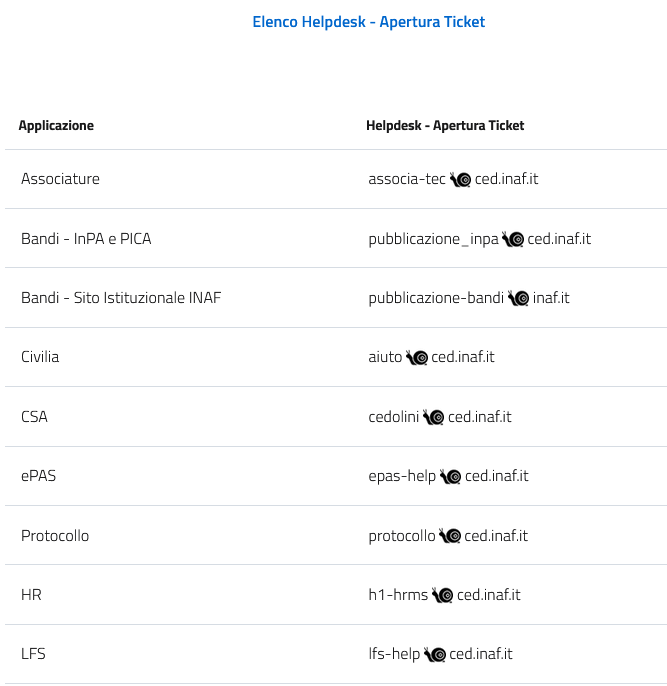 Elenco Helpdesk - Apertura Ticket
Applicazione Helpdesk - Apertura Ticket
Associature associa-tec ced.inaf.it
Bandi - InPA e PICA pubblicazione_inpa ced.inaf.it
Bandi - Sito Istituzionale INAF pubblicazione-bandi inaf.it
Civilia aiuto ced.inaf.it
CSA cedolini ced.inaf.it
ePAS epas-help ced.inaf.it
Protocollo protocollo ced.inaf.it
HR h1-hrms ced.inaf.it
LFS lfs-help ced.inaf.it